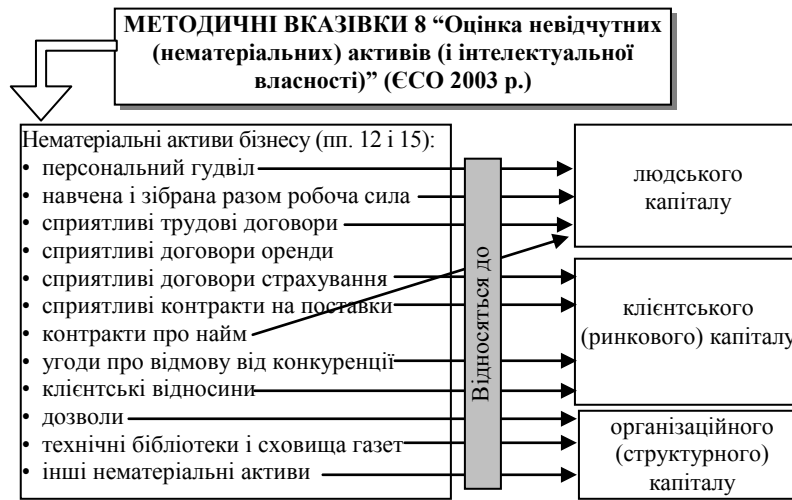 МЕТОДИЧНІ ВКАЗІВКИ 8 “Оцінка невідчутних
(нематеріальних) активів (і інтелектуальної
власності)” (ЄСО 2003 р.)
Нематеріальні активи бізнесу (пп. 12 і 15):
• персональний гудвіл
• навчена і зібрана разом робоча сила
• сприятливі трудові договори
• сприятливі договори оренди
• сприятливі договори страхування
• сприятливі контракти на поставки
• контракти про найм
• угоди про відмову від конкуренції
• клієнтські відносини
• дозволи
• технічні бібліотеки і сховища газет
• інші нематеріальні активи
Відносяться до
людського
капіталу
клієнтського
(ринкового) капіталу
організаційного
(структурного)
капіталу